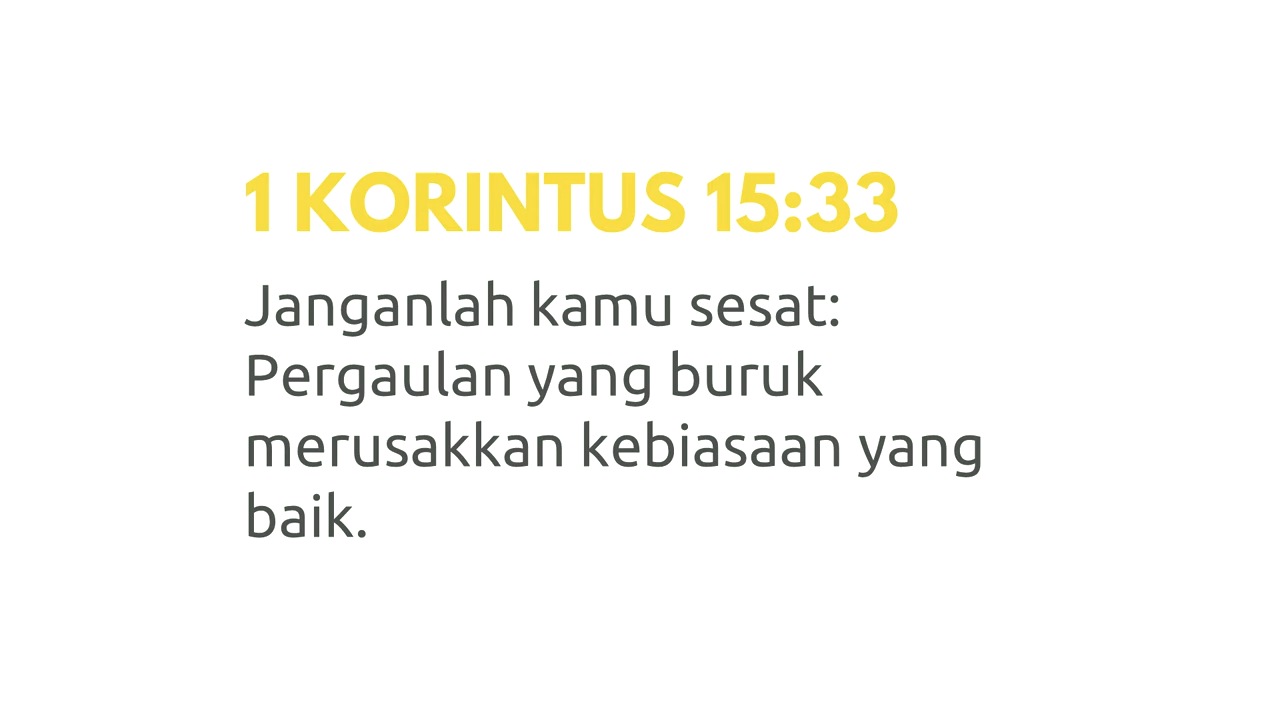 1 KORINTUS 15:33
Janganlah kamu sesat:
Pergaulan yang buruk
merusakkan kebiasaan yang
baik.